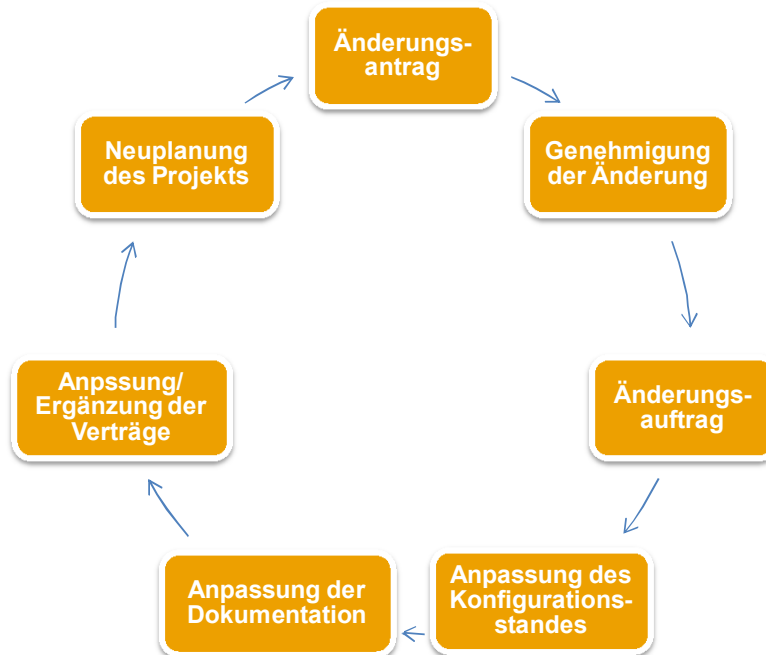 Änderungs-
antrag
Genehmigung
der Änderung
Änderungs-
auftrag
Anpassung des
Konfigurations-
standes
Anpassung der
Dokumentation
Anpssung/
Ergänzung der
Verträge
Neuplanung
des Projekts